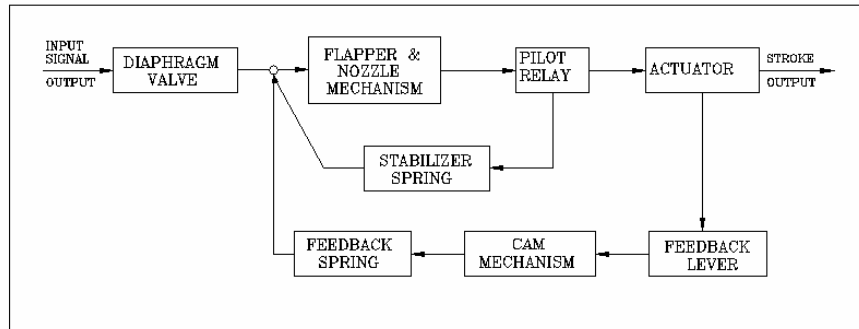 INPUT
SIGNAL
OUTPUT
DIAPHRAGM
VALVE
FLAPPER &
NOZZLE
MECHANISM
PILOT
RELAY
ACTUATOR
STROKE
OUTPUT
STABILIZER
SPRING
FEEDBACK
SPRING
CAM
MECHANISM
FEEDBACK
LEVER